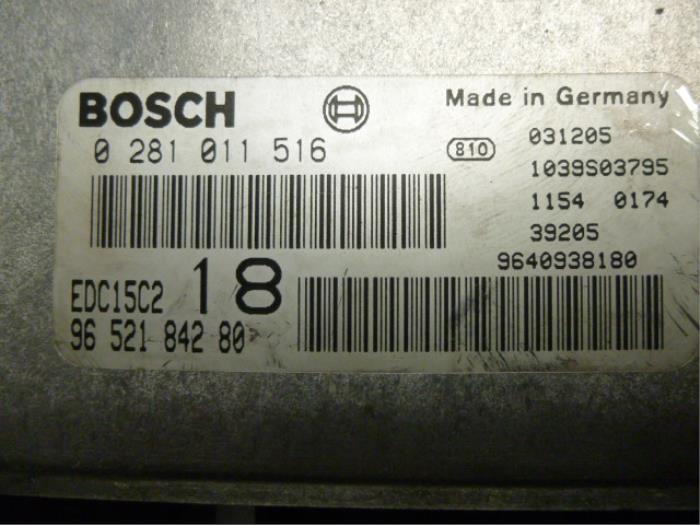 BOSCH
Made in Germany
0 281 011 516
810
031205
1039S03795
1154 0174
39205
9640938180
EDC15C2
18
96 521 842 80